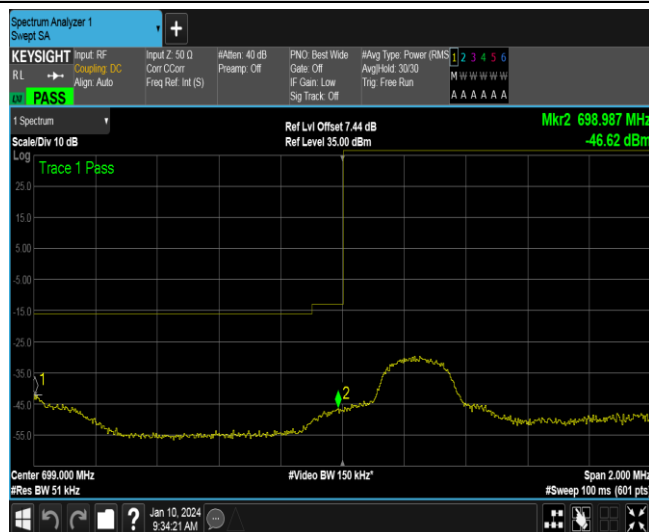 Spectrum Analyzer 1
Swept SA
KEYSIGHT
RL
LXI PASS
Input: RF
Coupling: DC
Align: Auto
Input Z: 50 Ω
Corr CCorr
Freq Ref: Int (S)
#Atten: 40 dB
Preamp: Off
PNO: Best Wide
Gate: Off
IF Gain: Low
Sig Track: Off
#Avg Type: Power (RMS
Avg|Hold: 30/30
Trig: Free Run
1 2 3 4 5 6
M W W W W W
A A A A A A
1 Spectrum
Scale/Div 10 dB
Ref Lvl Offset 7.44 dB
Ref Level 35.00 dBm
Mkr2 698.987 MHz
-46.62 dBm
Log
Trace 1 Pass
25.0
15.0
5.00
-5.00
-15.0
-25.0
-35.0
-45.0
-55.0
1
2
Center 699.000 MHz
#Res BW 51 kHz
#Video BW 150 kHz*
Span 2.000 MHz
#Sweep 100 ms (601 pts)
?
Jan 10, 2024
9:34:21 AM